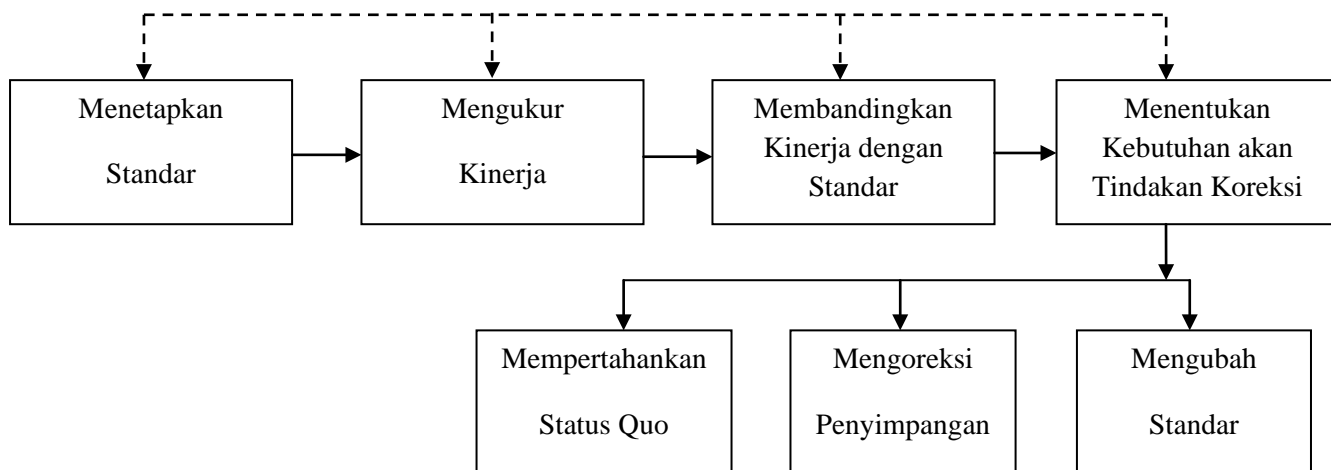 Menetapkan
Standar
Mengukur
Kinerja
Membandingkan
Kinerja dengan
Standar
Menentukan
Kebutuhan akan
Tindakan Koreksi
Mempertahankan
Status Quo
Mengoreksi
Penyimpangan
Mengubah
Standar